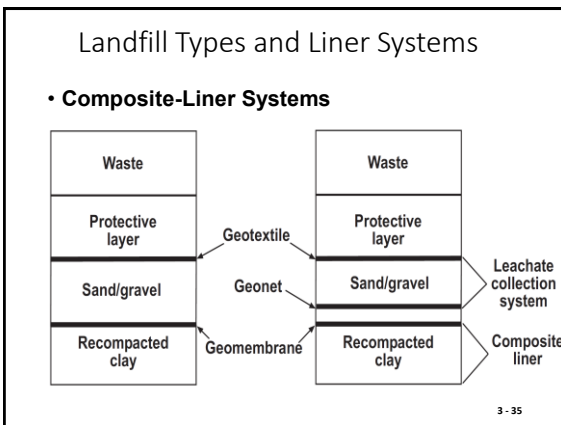 Landfill Types and Liner Systems
• Composite-Liner Systems
Waste
Protective
layer
Sand/gravel
Recompacted
clay
Geotextile
Geonet
Geomembrane
Waste
Protective
layer
Sand/gravel
Recompacted
clay
Leachate
collection
system
Composite
liner
3 - 35